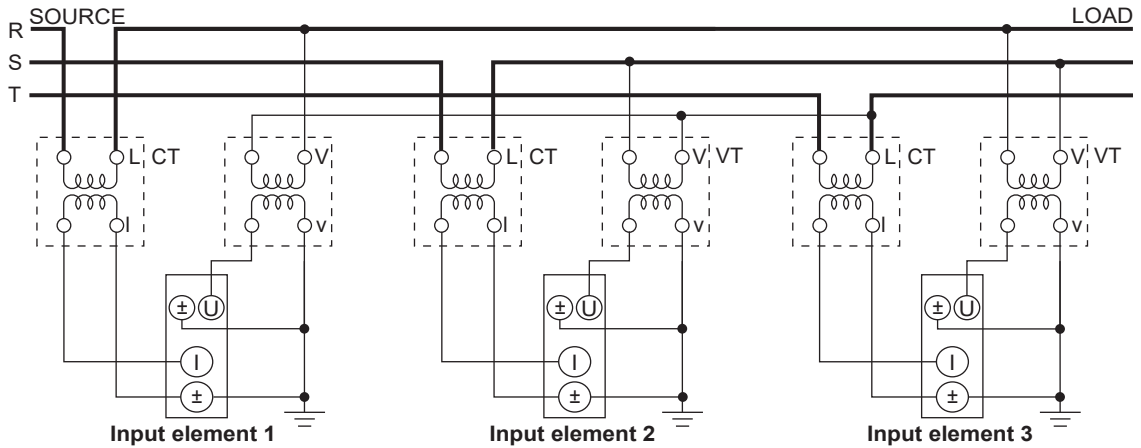 SOURCE LOAD
R
S
T
L CT V L CT V VT L CT V VT
l v l v l v
± U ± U ± U
I I I
± ± ±
Input element 1 Input element 2 Input element 3